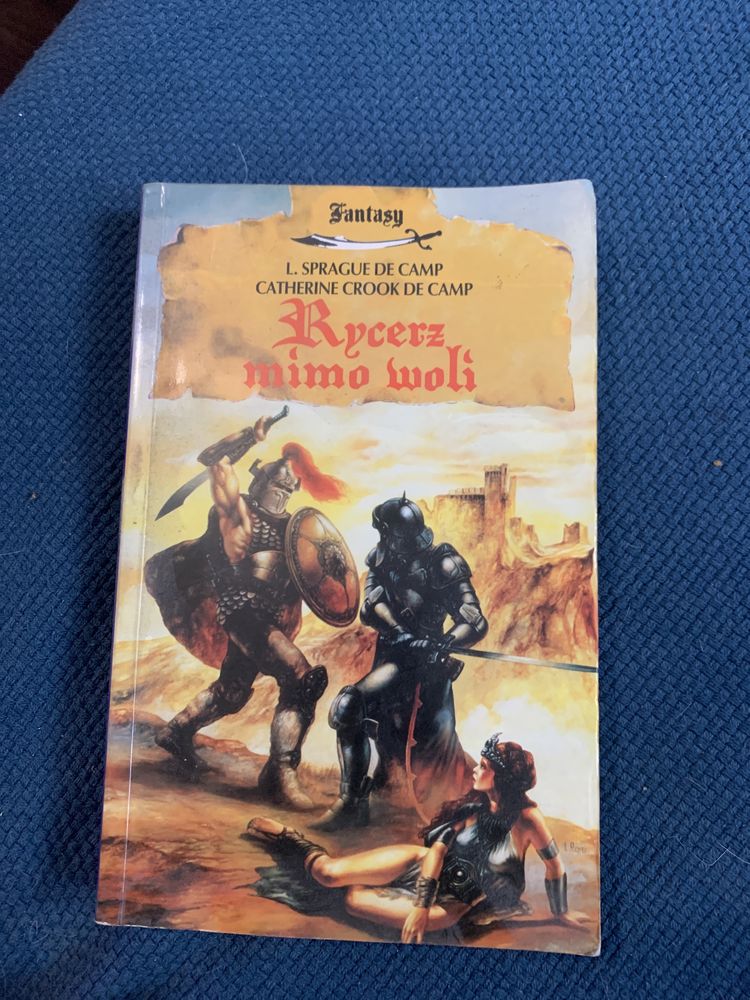 Fantasy
L. SPRAGUE DE CAMP
CATHERINE CROOK DE CAMP
Rycerz
mimo woli